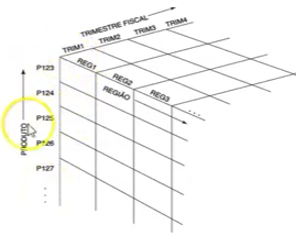 TRIMESTRE FISCAL
TRIM1 TRIM2 TRIM3 TRIM4
REG1 REG2 REG3 ...
REGIÃO
PRODUTO
P123
P124
P125
P126
P127